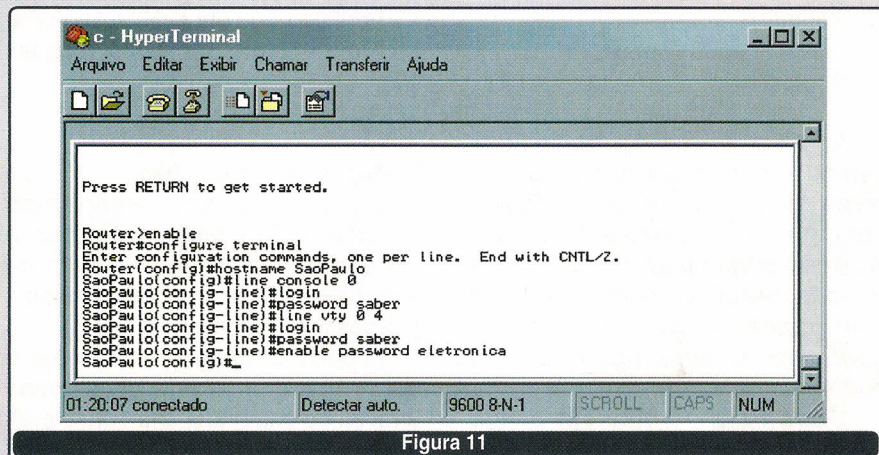 c - HyperTerminal
Arquivo Editar Exibir Chamar Transferir Ajuda
Press RETURN to get started.
Router>enable
Router#configure terminal
Enter configuration commands, one per line. End with CNTL/Z.
Router(config)#hostname SaoPaulo
SaoPaulo(config)#line console 0
SaoPaulo(config-line)#login
SaoPaulo(config-line)#password saber
SaoPaulo(config-line)#line vty 0 4
SaoPaulo(config-line)#login
SaoPaulo(config-line)#password saber
SaoPaulo(config-line)#enable password eletronica
SaoPaulo(config)#_
01:20:07 conectado Detectar auto. 9600 8-N-1 SCROLL CAPS NUM
Figura 11